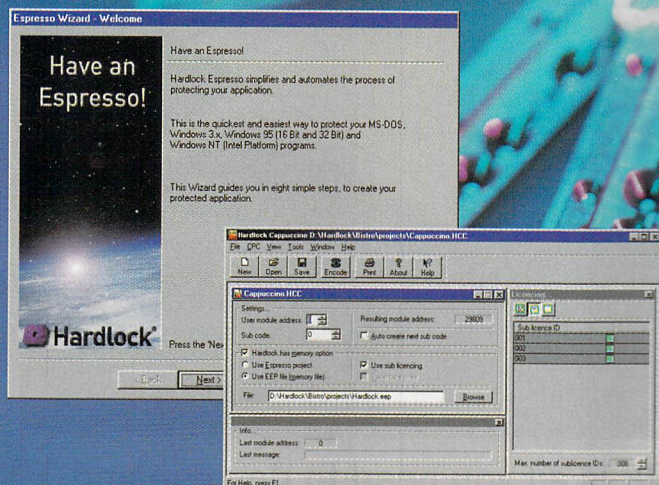 Espresso Wizard - Welcome
Have an
Espresso!
Hardlock
Have an Espresso!
Hardlock Espresso simplifies and automates the process of
protecting your application.
This is the quickest and easiest way to protect your MS-DOS,
Windows 3.x, Windows 95 (16 Bit and 32 Bit) and
Windows NT (Intel Platform) programs.
This Wizard guides you in eight simple steps, to create your
protected application.
Press the 'Nex
< Back
Next >
Hardlock Cappuccino D:\Hardlock\Bistro\projects\Cappuccino.HCC
File CPC View Tools Window Help
New Open Save Encode Print About Help
Cappuccino.HCC
Settings...
User module address: 1
Resulting module address: 29809
Sub code: 0
Auto create next sub code
Hardlock has memory option
Use Espresso project
Use sub licencing
Use EEP file (memory file)
File: D:\Hardlock\Bistro\projects\Hardlock.eep
Browse
Info...
Last module address: 0
Last message:
Licencing
Sub licence ID
001
002
003
Max. number of sublicence IDs:
For Help, press F1